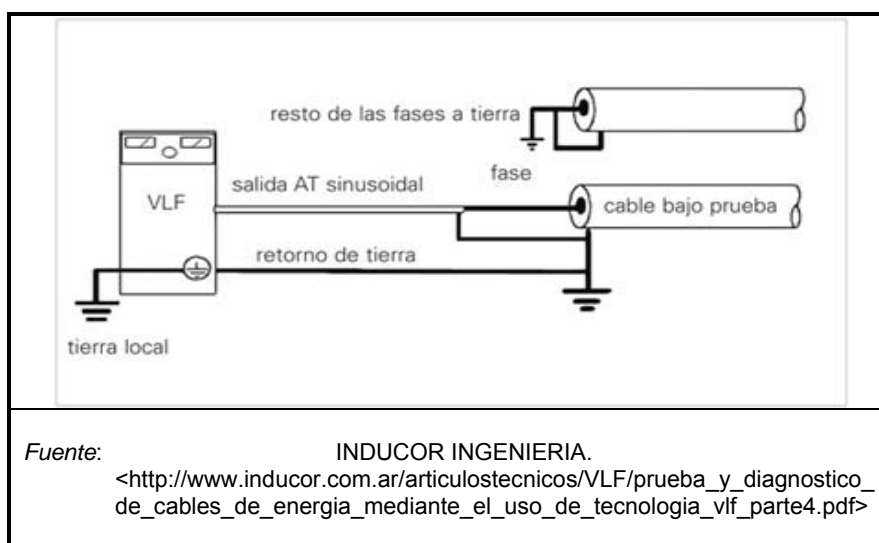 resto de las fases a tierra
fase
salida AT sinusoidal
VLF
cable bajo prueba
retorno de tierra
tierra local
Fuente: INDUCOR INGENIERIA.
<http://www.inducor.com.ar/articulostecnicos/VLF/prueba_y_diagnostico_
de_cables_de_energia_mediante_el_uso_de_tecnologia_vlf_parte4.pdf>